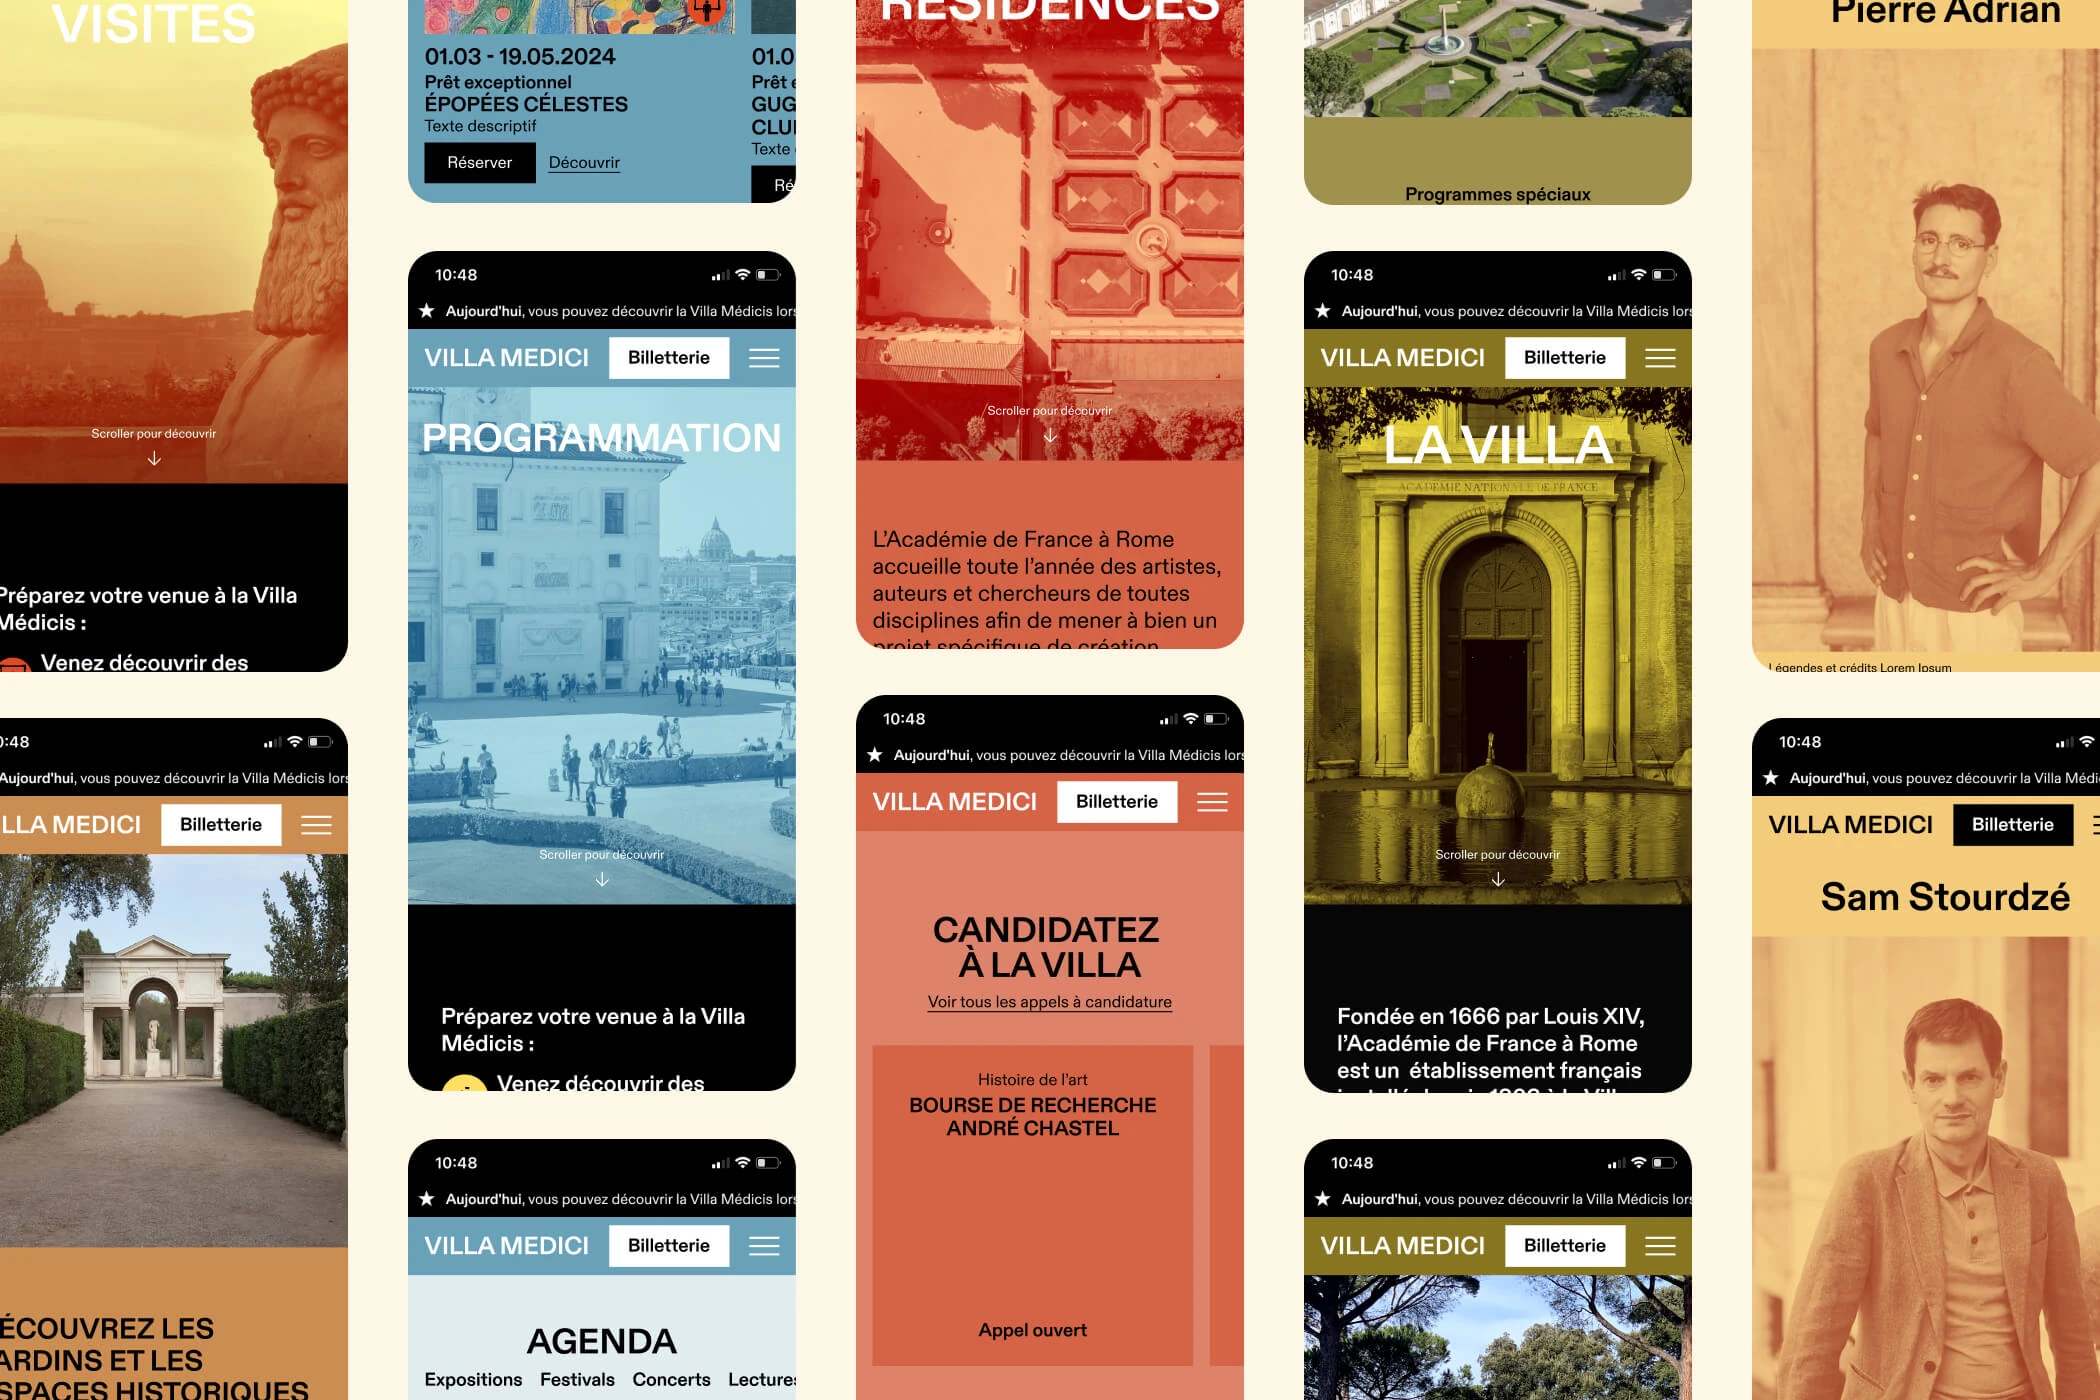 VISITES
Scroller pour découvrir
Préparez votre venue à la Villa
Médicis :
Venez découvrir des
:48
Aujourd'hui, vous pouvez découvrir la Villa Médicis lors
LLA MEDICI
Billetterie
ÉCOUVREZ LES
ARDINS ET LES
SPACES HISTORIQUES
01.03 - 19.05.2024
Prêt exceptionnel
ÉPOPÉES CÉLESTES
Texte descriptif
Réserver
Découvrir
01.0
Prêt e
GUG
CLU
Texte
Ré
10:48
Aujourd'hui, vous pouvez découvrir la Villa Médicis lors
VILLA MEDICI
Billetterie
PROGRAMMATION
Scroller pour découvrir
Préparez votre venue à la Villa
Médicis :
Venez découvrir des
10:48
Aujourd'hui, vous pouvez découvrir la Villa Médicis lors
VILLA MEDICI
Billetterie
AGENDA
Expositions Festivals Concerts Lectures
RÉSIDENCES
Scroller pour découvrir
L'Académie de France à Rome
accueille toute l'année des artistes,
auteurs et chercheurs de toutes
disciplines afin de mener à bien un
projet spécifique de création
10:48
Aujourd'hui, vous pouvez découvrir la Villa Médicis lors
VILLA MEDICI
Billetterie
CANDIDATEZ
À LA VILLA
Voir tous les appels à candidature
Histoire de l'art
BOURSE DE RECHERCHE
ANDRÉ CHASTEL
Appel ouvert
Programmes spéciaux
10:48
Aujourd'hui, vous pouvez découvrir la Villa Médicis lors
VILLA MEDICI
Billetterie
LA VILLA
ACADEMIE NATIONALE DE FRANCE
Scroller pour découvrir
Fondée en 1666 par Louis XIV,
l'Académie de France à Rome
est un établissement français
10:48
Aujourd'hui, vous pouvez découvrir la Villa Médicis lors
VILLA MEDICI
Billetterie
Pierre Adrian
Légendes et crédits Lorem Ipsum
10:48
Aujourd'hui, vous pouvez découvrir la Villa Médi
VILLA MEDICI
Billetterie
Sam Stourdzé